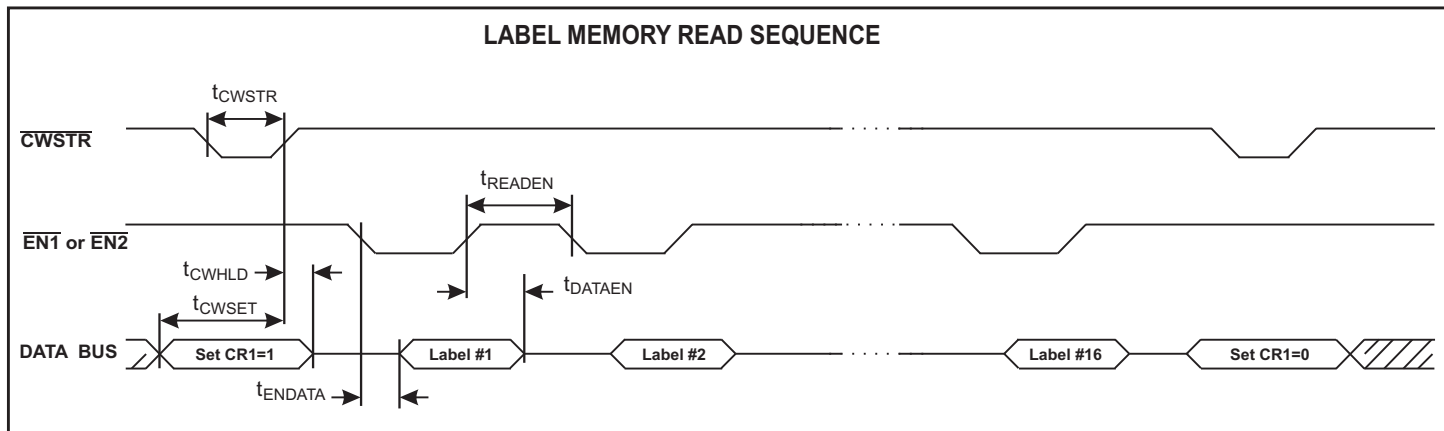 LABEL MEMORY READ SEQUENCE
tCWSTR
CWSTR
tREADEN
EN1 or EN2
tCWHLD
tDATAEN
tCWSET
DATA BUS
Set CR1=1
Label #1
Label #2
Label #16
Set CR1=0
tENDATA